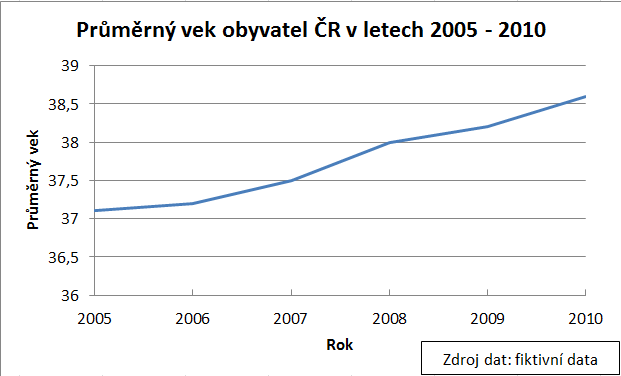 Průměrný vek obyvatel ČR v letech 2005 - 2010
39
38,5
38
37,5
37
36,5
36
Průměrný vek
2005 2006 2007 2008 2009 2010
Rok
Zdroj dat: fiktivní data